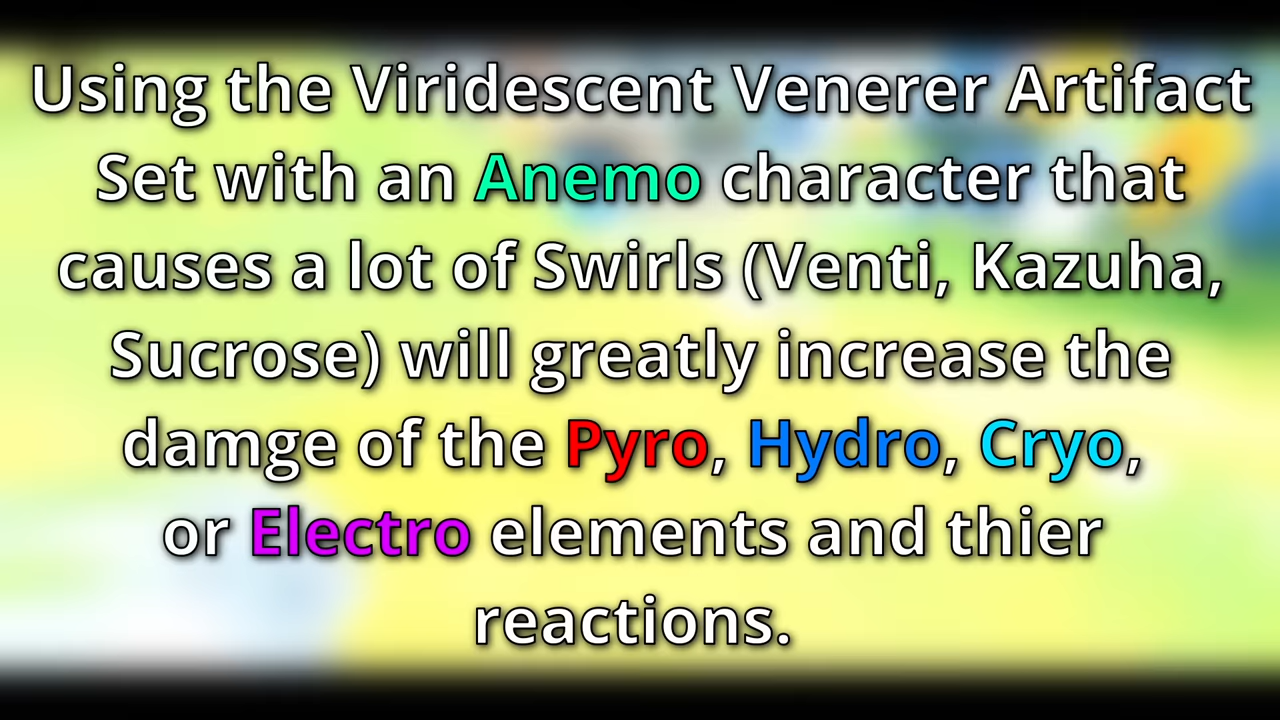 Using the Viridescent Venerer Artifact
Set with an Anemo character that
causes a lot of Swirls (Venti, Kazuha,
Sucrose) will greatly increase the
damge of the Pyro, Hydro, Cryo,
or Electro elements and thier
reactions.